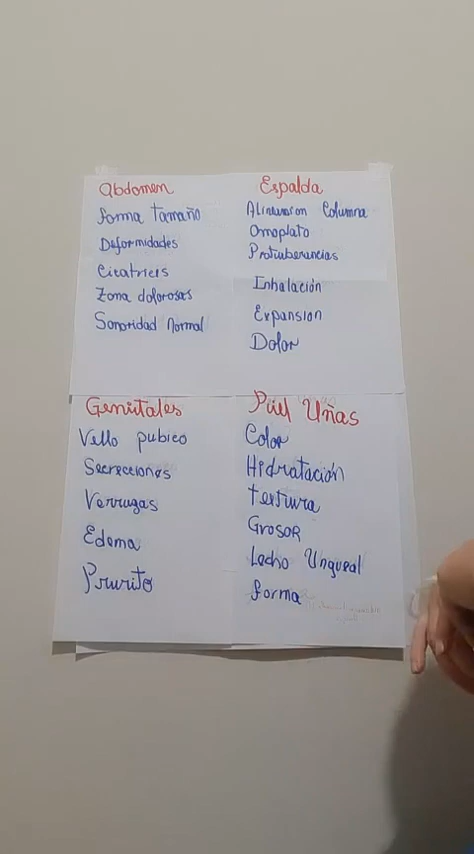 Abdomen
forma tamaño
Deformidades
Cicatrices
Zona dolorosas
Sonoridad normal
Espalda
Alineacion Columna
Omoplato
Protuberancias
Inhalación
Expansion
Dolor
Genitales
Vello pubico
Secrecciones
Verrugas
Edema
Prurito
Piel Uñas
Color
Hidratación
textura
Grosor
Lecho Ungueal
forma